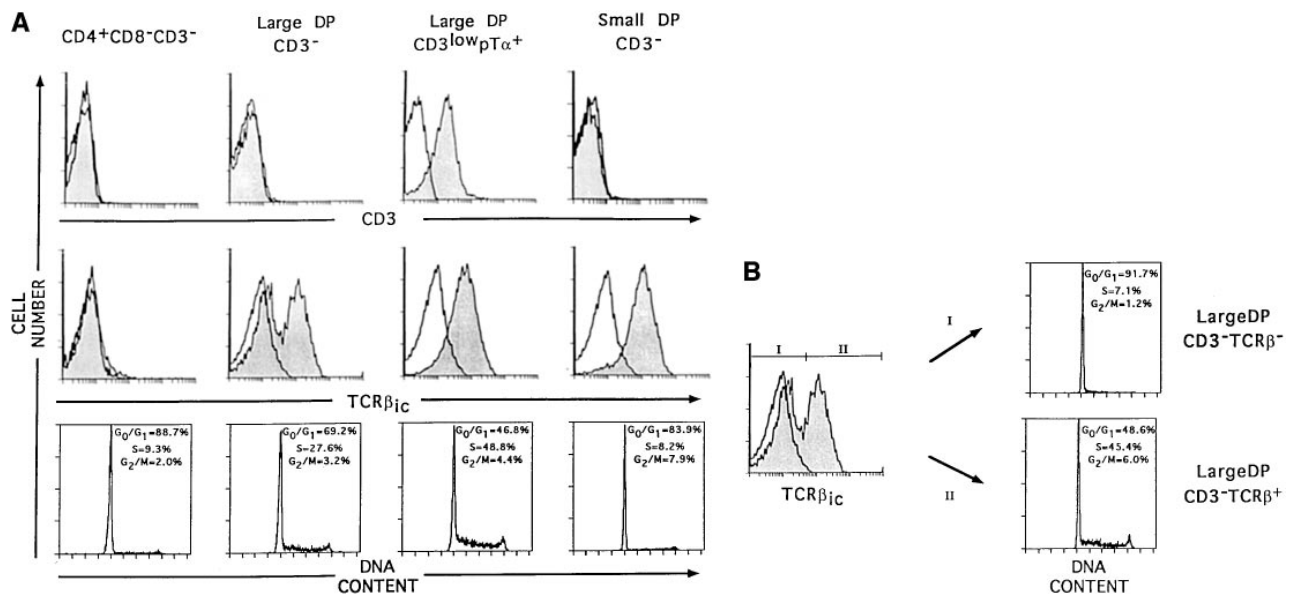 A
CD4⁺CD8⁻CD3⁻
Large DP
CD3⁻
Large DP
CD3ˡᵒʷpTα⁺
Small DP
CD3⁻
CELL
NUMBER
CD3
TCRβic
G₀/G₁=88.7%
S=9.3%
G₂/M=2.0%
G₀/G₁=69.2%
S=27.6%
G₂/M=3.2%
G₀/G₁=46.8%
S=48.8%
G₂/M=4.4%
G₀/G₁=83.9%
S=8.2%
G₂/M=7.9%
DNA
CONTENT
B
I
II
TCRβic
I
II
G₀/G₁=91.7%
S=7.1%
G₂/M=1.2%
LargeDP
CD3⁻TCRβ⁻
G₀/G₁=48.6%
S=45.4%
G₂/M=6.0%
LargeDP
CD3⁻TCRβ⁺
DNA
CONTENT